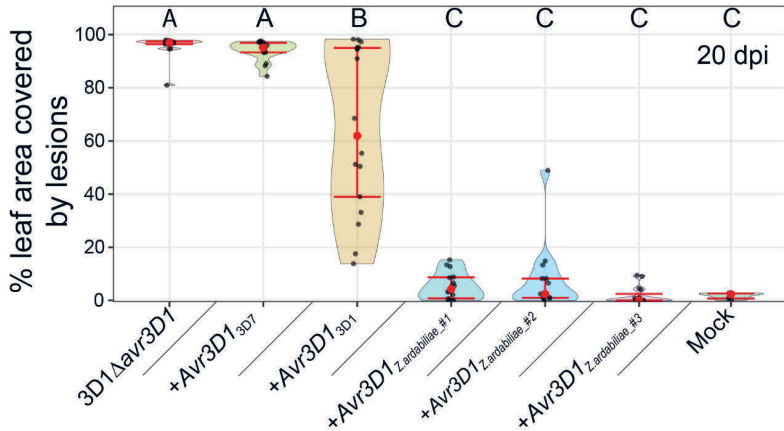 A A B C C C C
20 dpi
% leaf area covered
by lesions
100
80
60
40
20
0
3D1Δavr3D1
+Avr3D1 3D7
+Avr3D1 3D1
+Avr3D1 Z.ardabiliae_#1
+Avr3D1 Z.ardabiliae_#2
+Avr3D1 Z.ardabiliae_#3
Mock